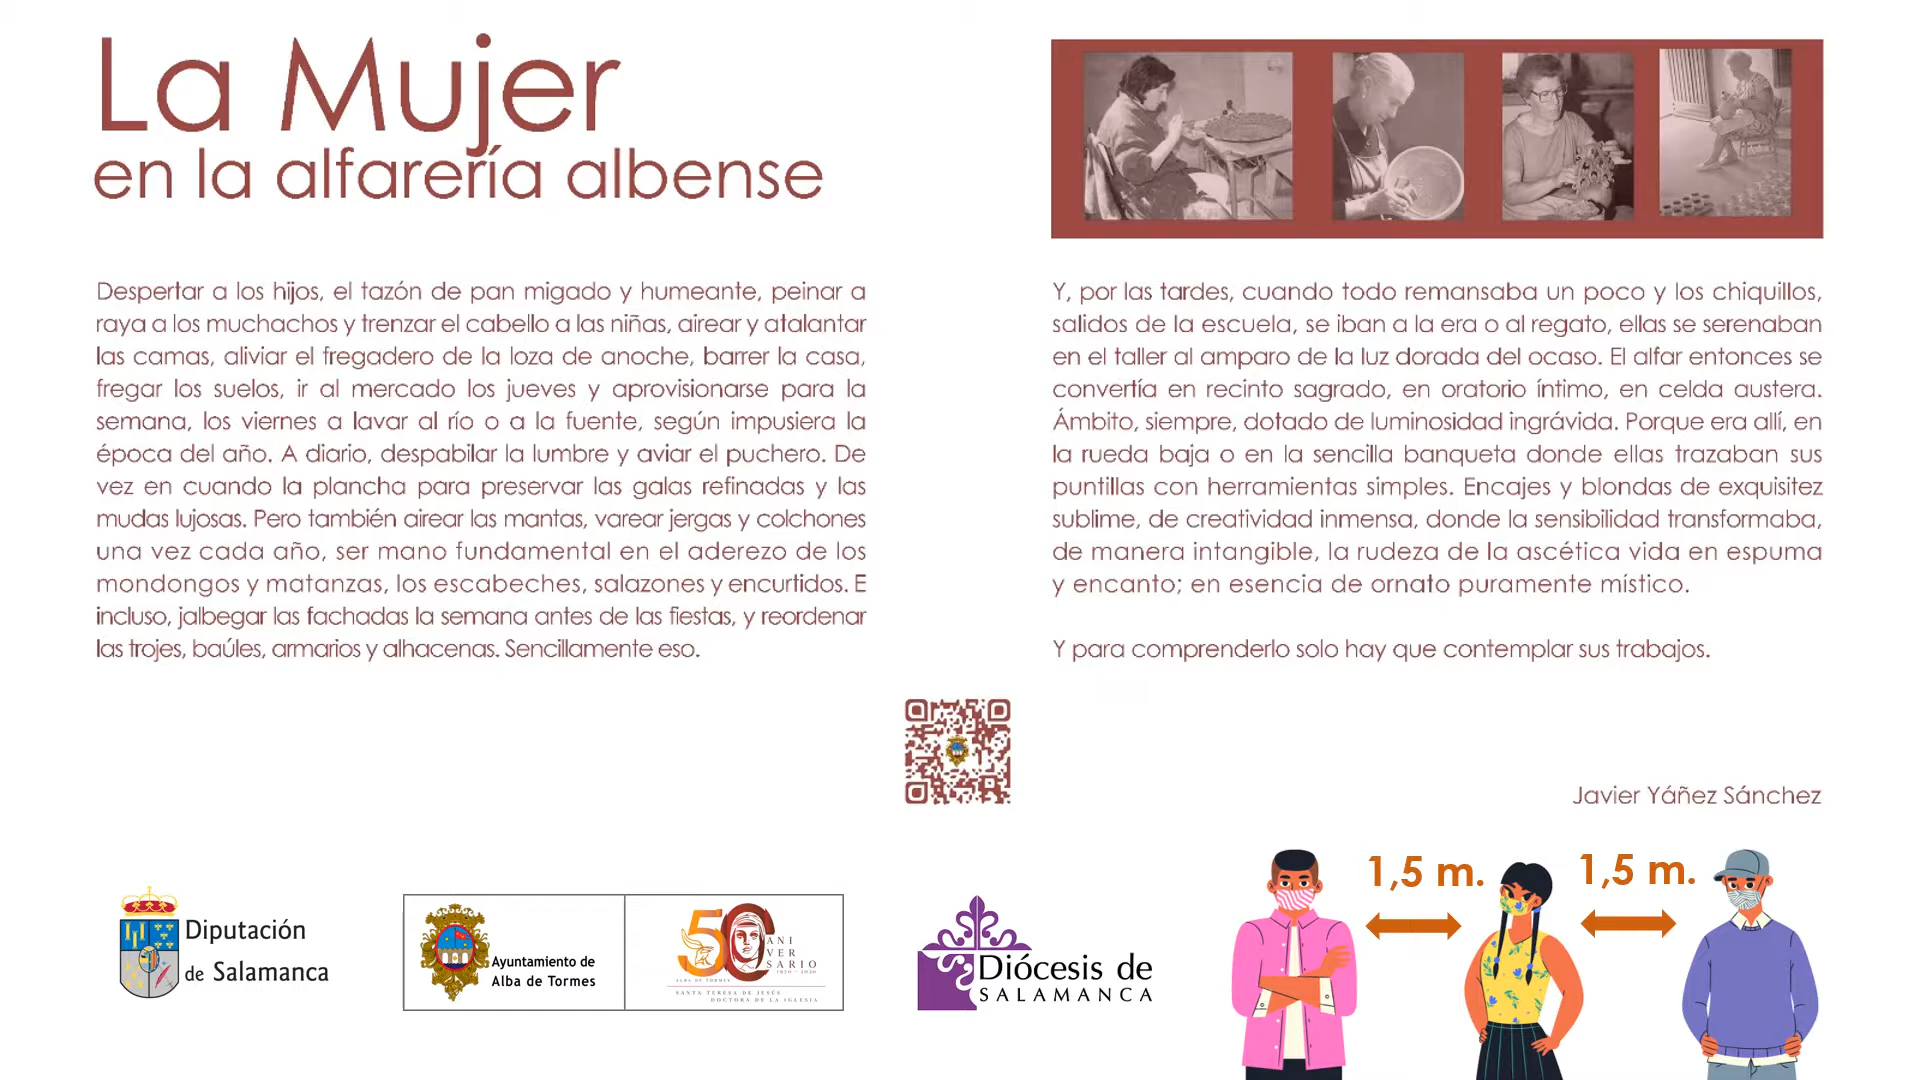 La Mujer
en la alfarería albense
Despertar a los hijos, el tazón de pan migado y humeante, peinar a
raya a los muchachos y trenzar el cabello a las niñas, airear y atalantar
las camas, aliviar el fregadero de la loza de anoche, barrer la casa,
fregar los suelos, ir al mercado los jueves y aprovisionarse para la
semana, los viernes a lavar al río o a la fuente, según impusiera la
época del año. A diario, despabilar la lumbre y aviar el puchero. De
vez en cuando la plancha para preservar las galas refinadas y las
mudas lujosas. Pero también airear las mantas, varear jergas y colchones
una vez cada año, ser mano fundamental en el aderezo de los
mondongos y matanzas, los escabeches, salazones y encurtidos. E
incluso, jalbegar las fachadas la semana antes de las fiestas, y reordenar
las trojes, baúles, armarios y alhacenas. Sencillamente eso.
Y, por las tardes, cuando todo remansaba un poco y los chiquillos,
salidos de la escuela, se iban a la era o al regato, ellas se serenaban
en el taller al amparo de la luz dorada del ocaso. El alfar entonces se
convertía en recinto sagrado, en oratorio íntimo, en celda austera.
Ámbito, siempre, dotado de luminosidad ingrávida. Porque era allí, en
la rueda baja o en la sencilla banqueta donde ellas trazaban sus
puntillas con herramientas simples. Encajes y blondas de exquisitez
sublime, de creatividad inmensa, donde la sensibilidad transformaba,
de manera intangible, la rudeza de la ascética vida en espuma
y encanto; en esencia de ornato puramente místico.
Y para comprenderlo solo hay que contemplar sus trabajos.
Javier Yáñez Sánchez
Diputación
de Salamanca
Ayuntamiento de
Alba de Tormes
50
ANI
VER
SARIO
1970 - 2020
ALBA DE TORMES
SANTA TERESA DE JESÚS
DOCTORA DE LA IGLESIA
Diócesis de
SALAMANCA
1,5 m.
1,5 m.